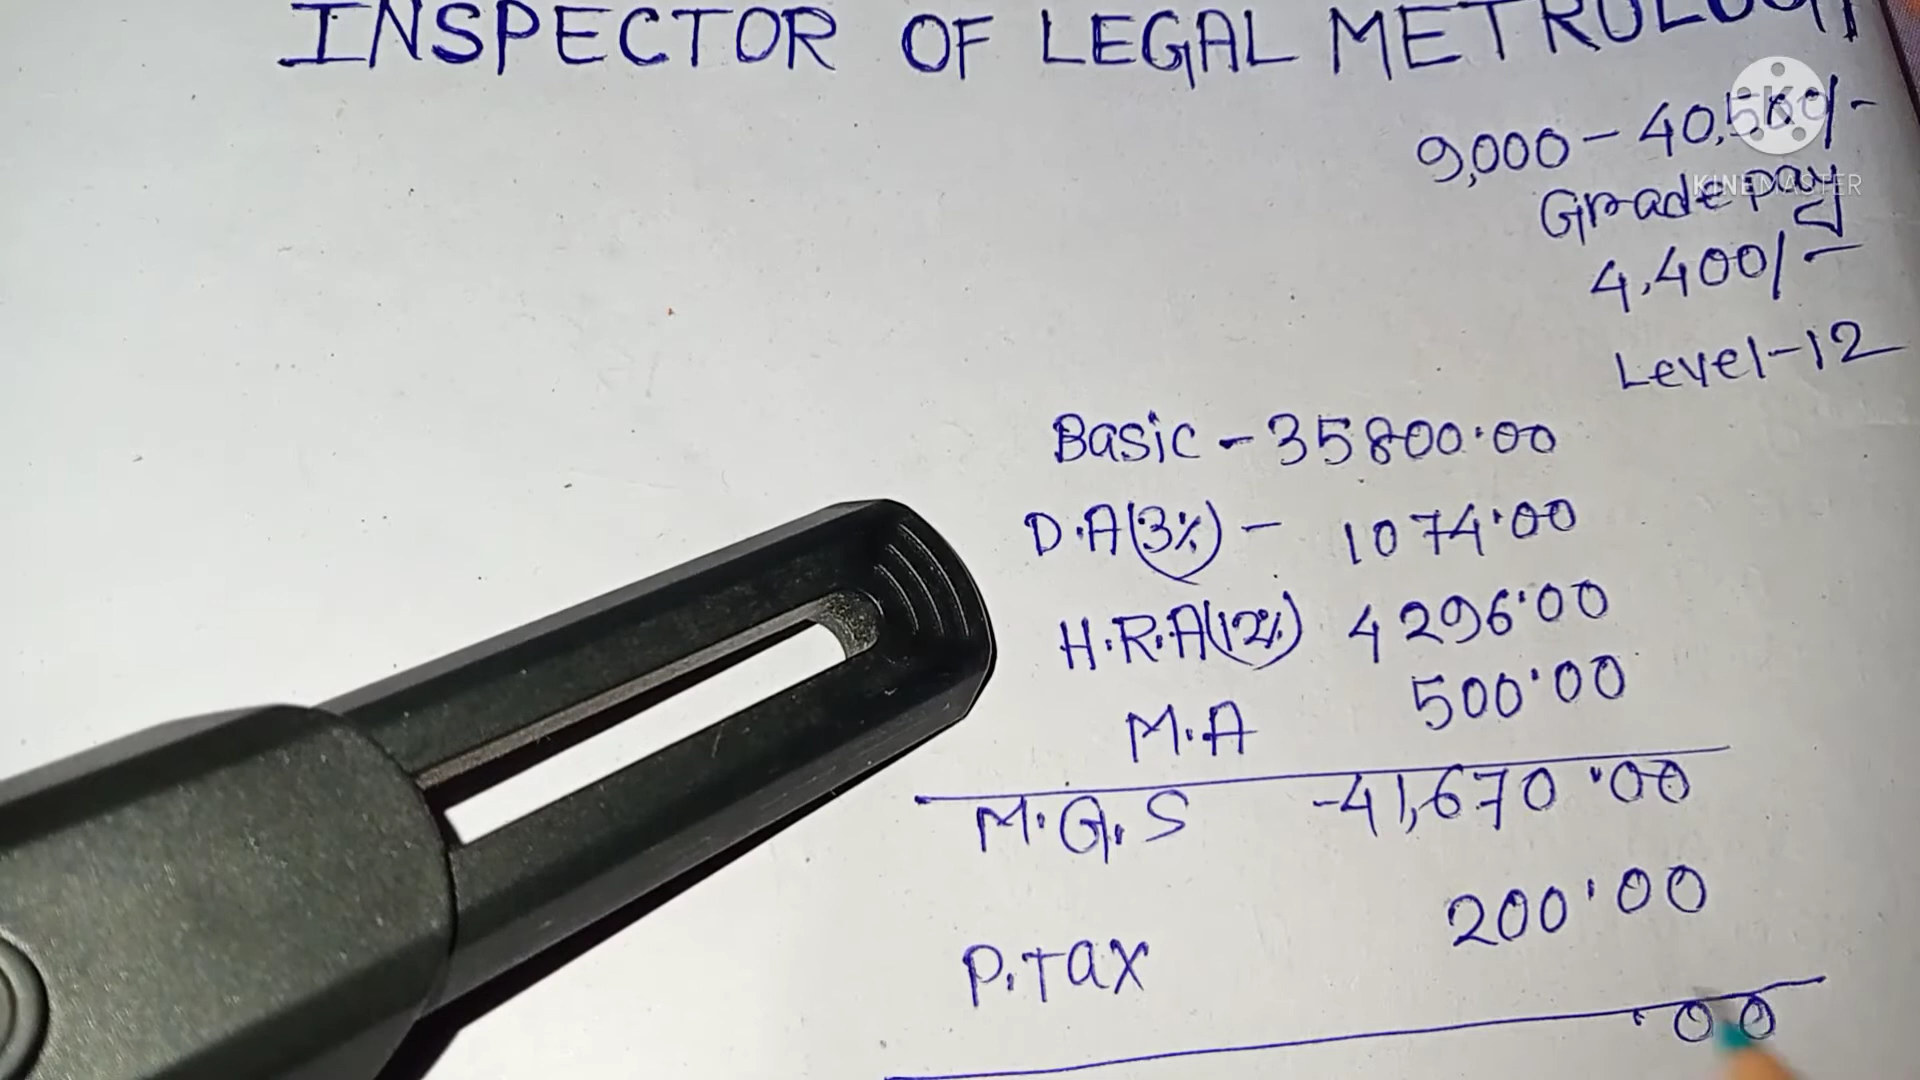 INSPECTOR OF LEGAL METROLOGY
9,000 - 40,500/-
Grade pay
KINEMASTER
4,400/-
Level-12
Basic - 35800.00
D.A(3%) - 1074.00
H.R.A(12%) 4296.00
M.A 500.00
M.G.S - 41,670.00
P.Tax 200.00
.00